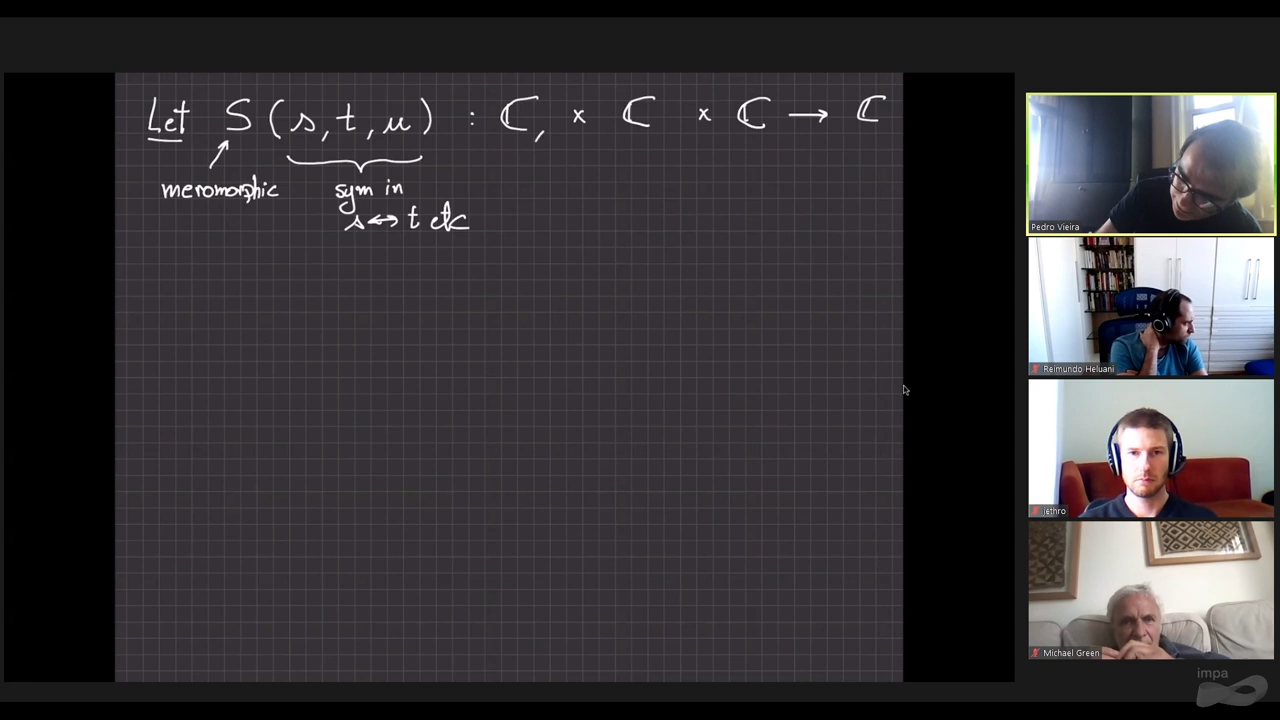 Let S(s,t,u) : ℂ, × ℂ × ℂ → ℂ
meromorphic
sym in
s ↔ t etc
Pedro Vieira
Reimundo Heluani
jethro
Michael Green
impa